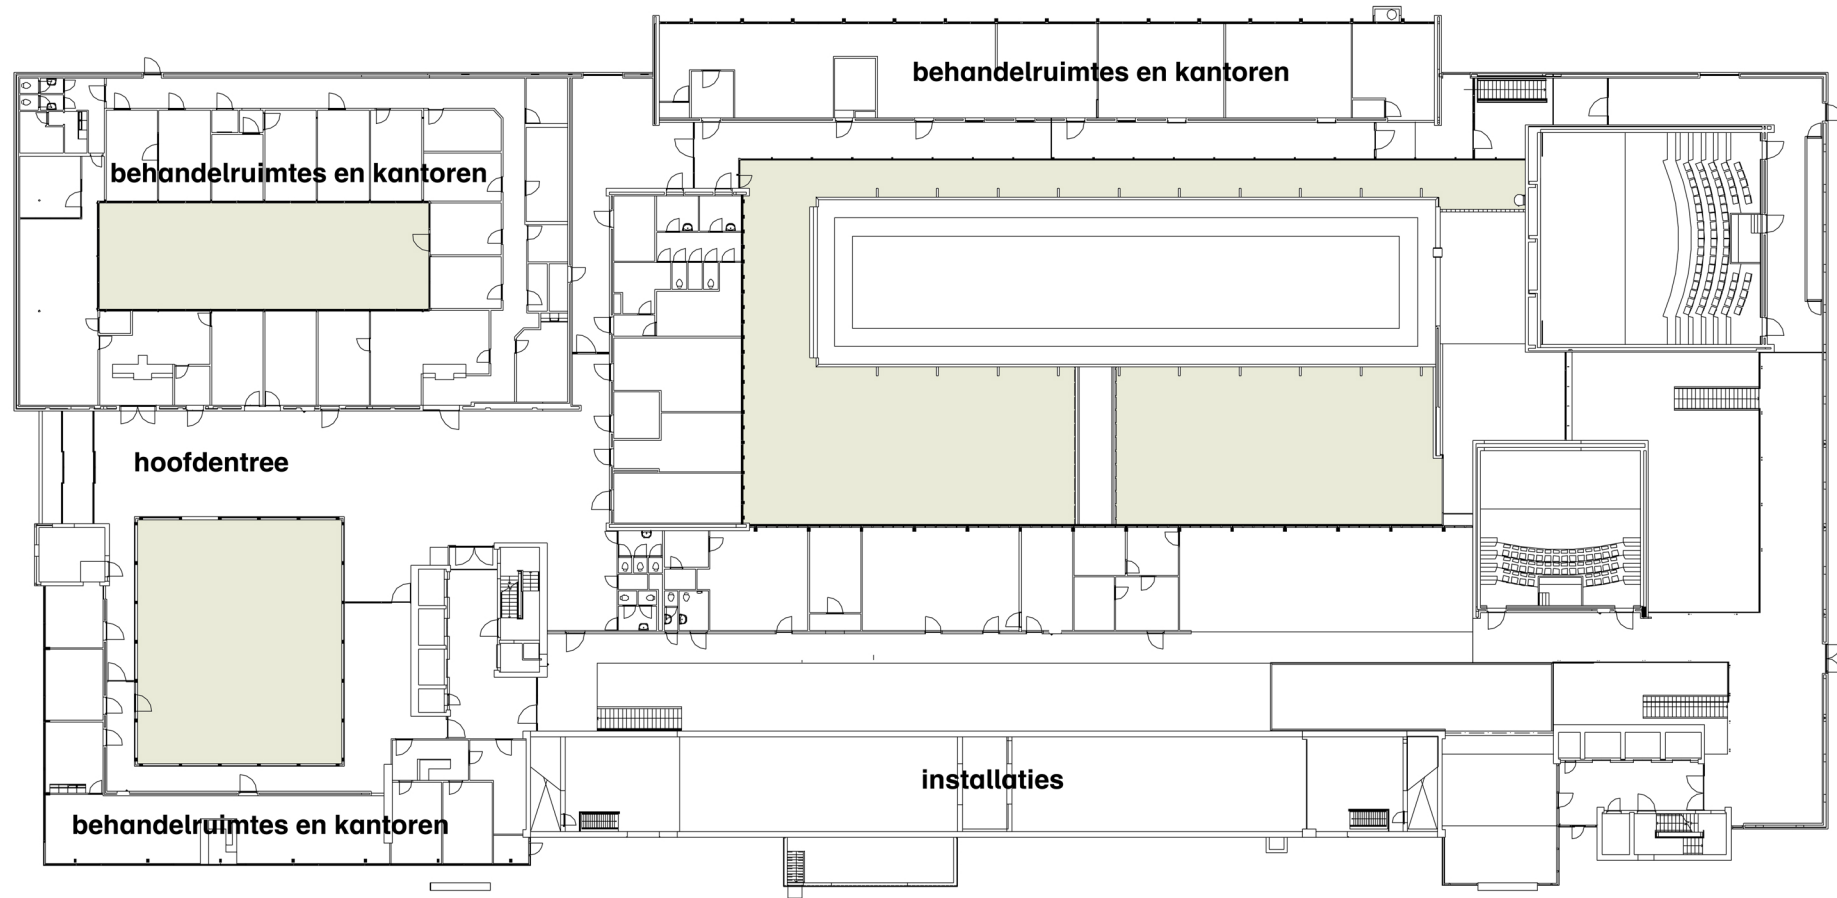 behandelruimtes en kantoren
behandelruimtes en kantoren
hoofdentree
installaties
behandelruimtes en kantoren